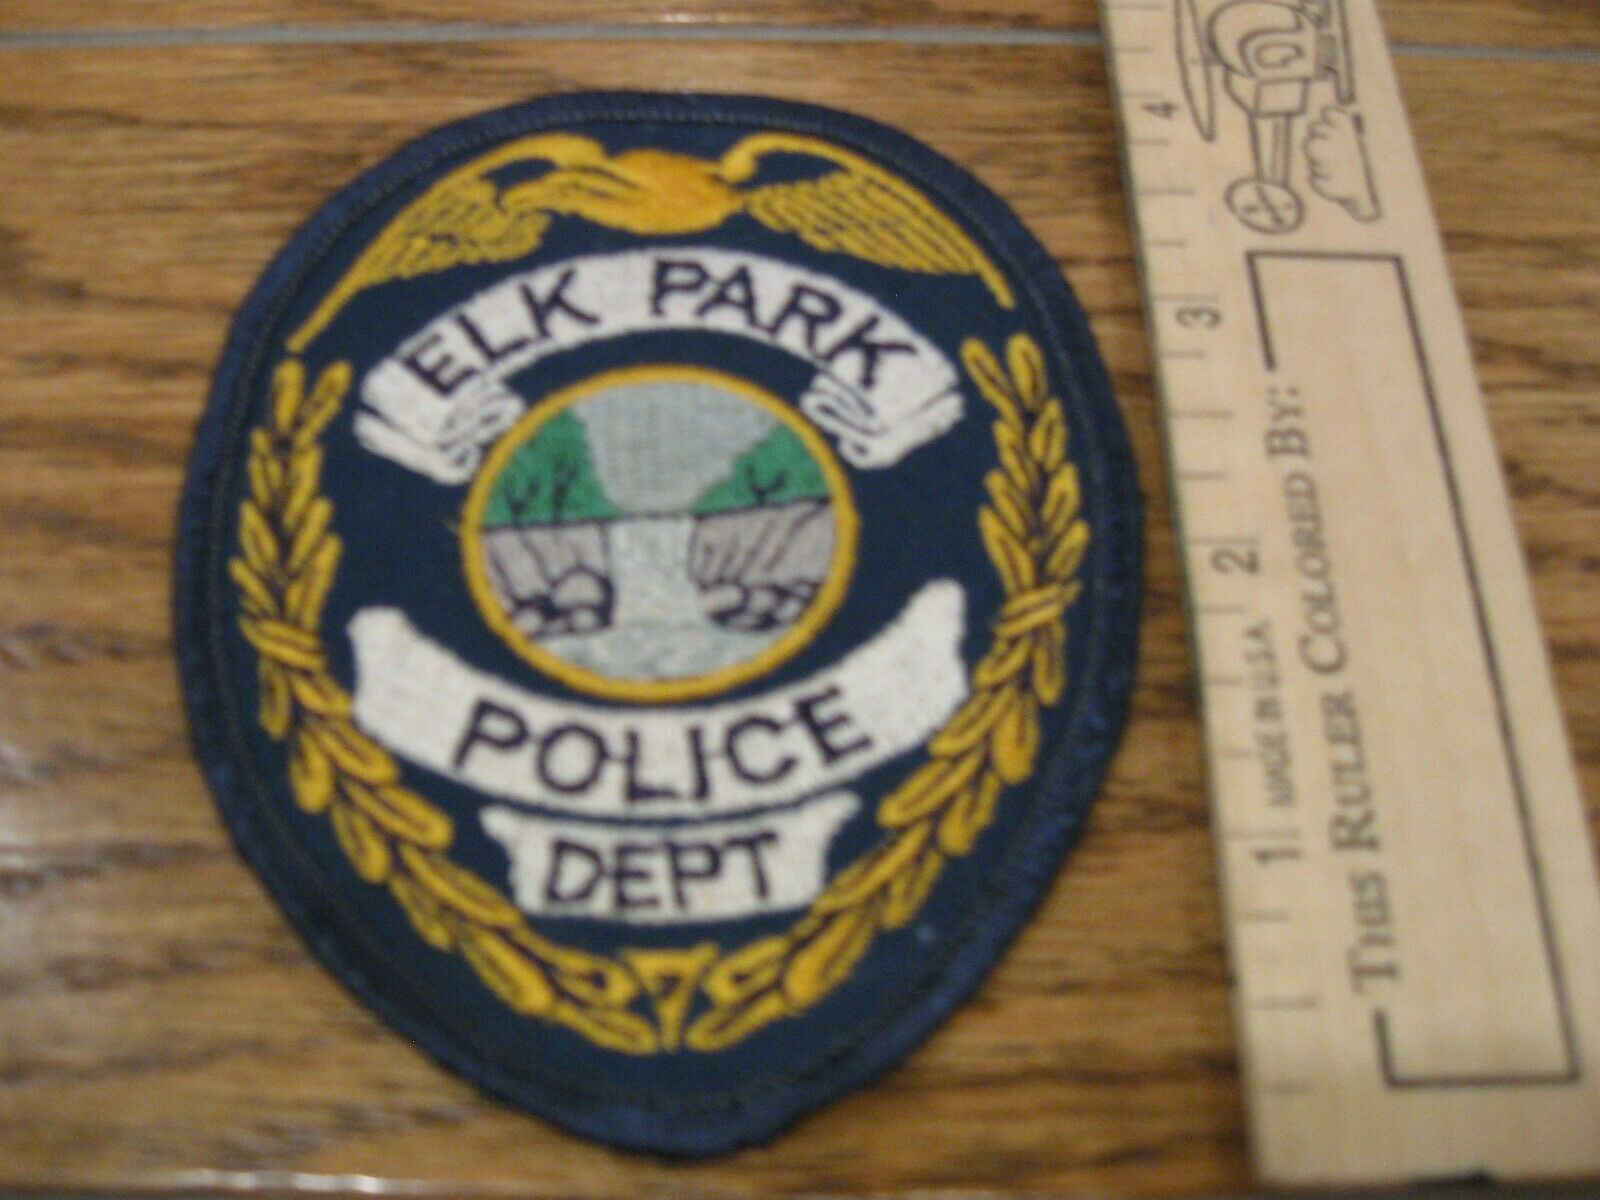 ELK PARK
POLICE
DEPT
4
3
2
1
MADE IN U.S.A.
THIS RULER COLORED BY: